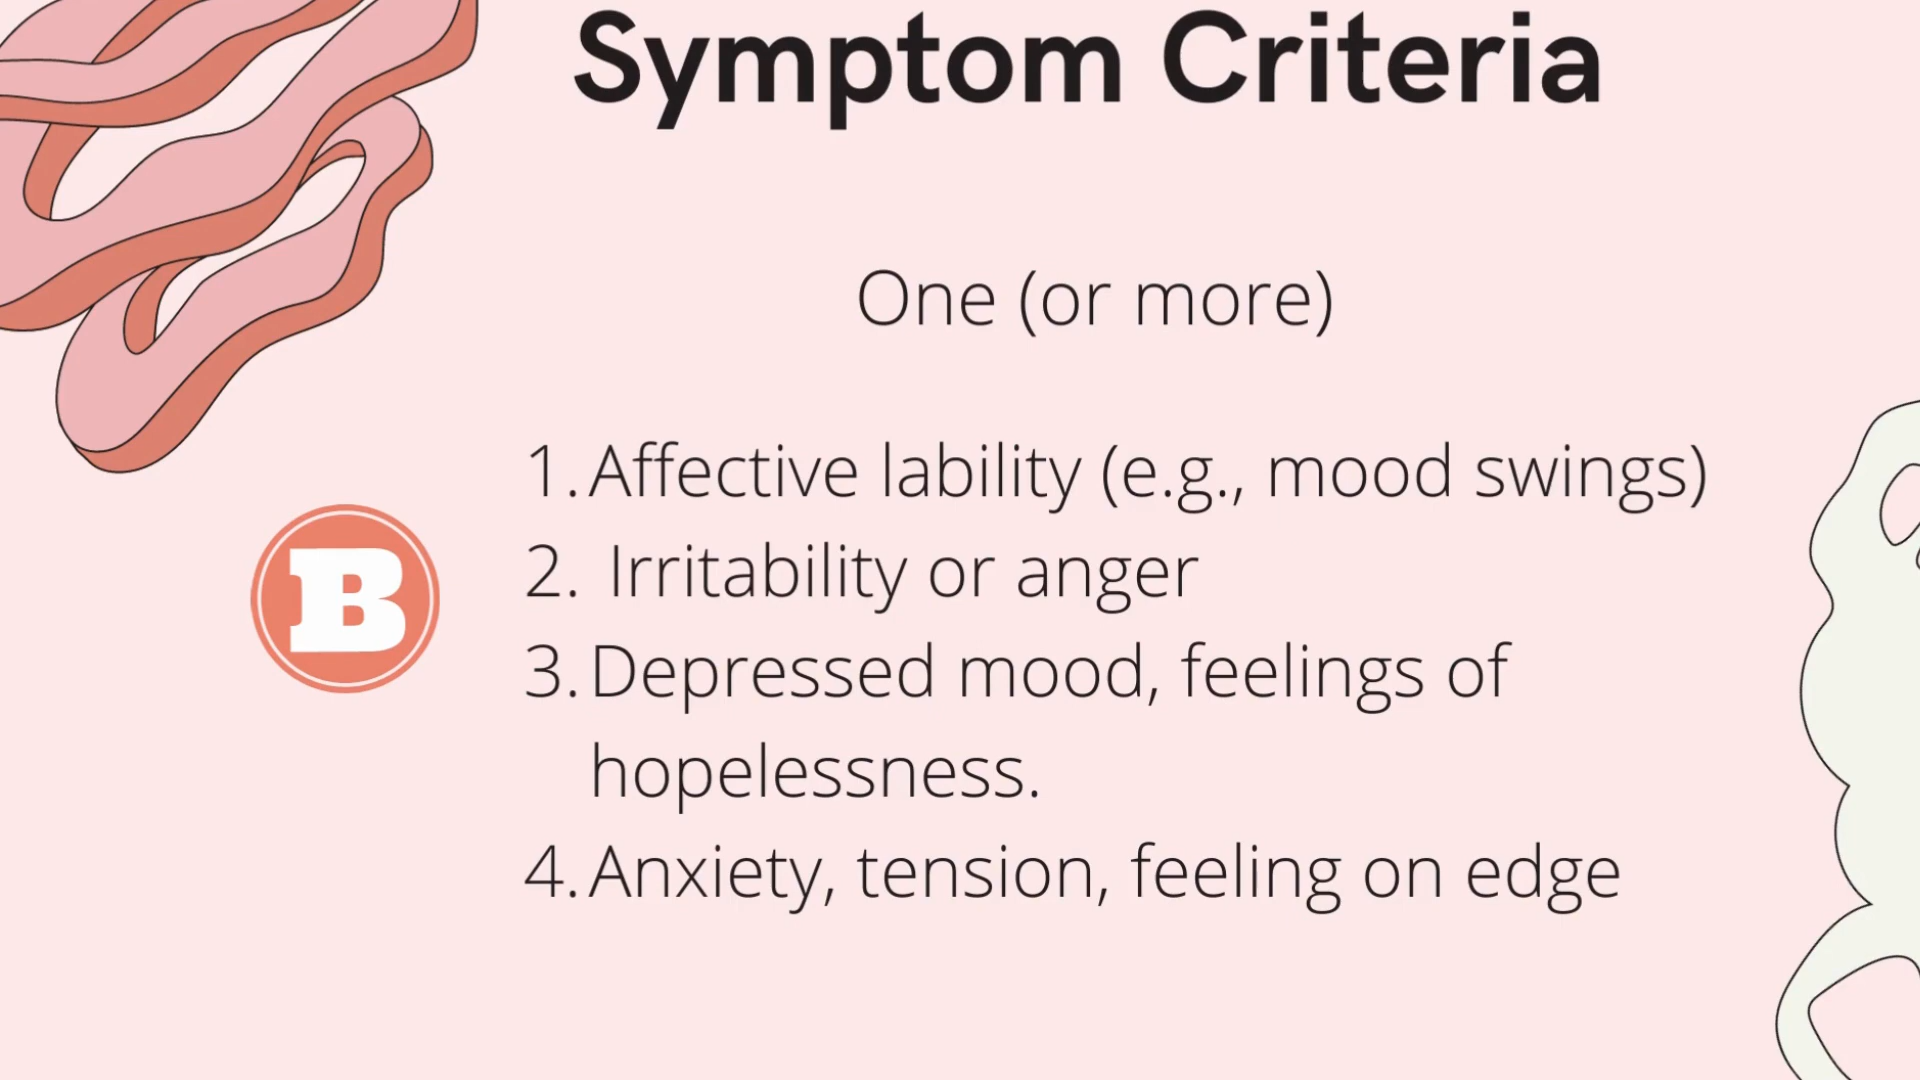 Symptom Criteria
One (or more)
1. Affective lability (e.g., mood swings)
2. Irritability or anger
B
3. Depressed mood, feelings of
hopelessness.
4. Anxiety, tension, feeling on edge